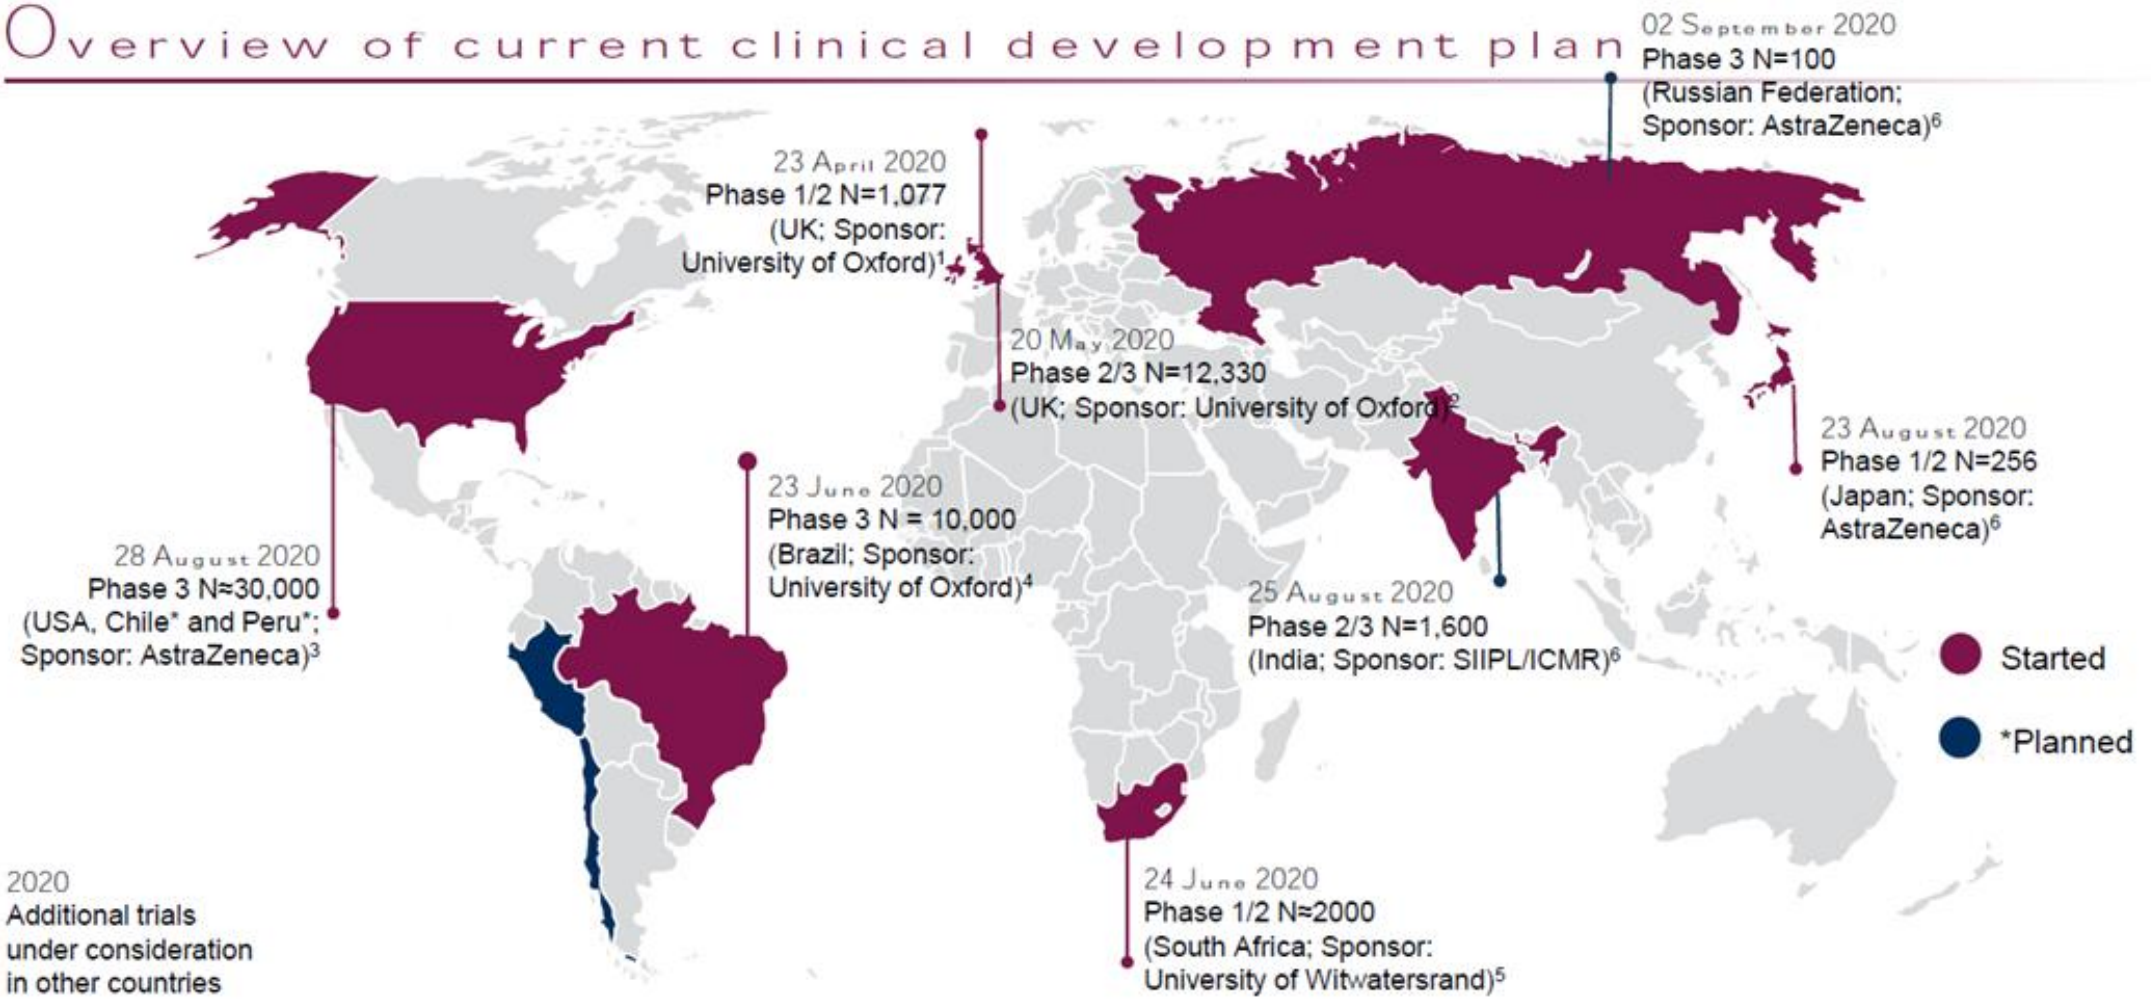 Overview of current clinical development plan
02 September 2020
Phase 3 N=100
(Russian Federation;
Sponsor: AstraZeneca)⁶
23 April 2020
Phase 1/2 N=1,077
(UK; Sponsor:
University of Oxford)¹
20 May 2020
Phase 2/3 N=12,330
(UK; Sponsor: University of Oxford)²
23 August 2020
Phase 1/2 N=256
(Japan; Sponsor:
AstraZeneca)⁶
23 June 2020
Phase 3 N = 10,000
(Brazil; Sponsor:
University of Oxford)⁴
28 August 2020
Phase 3 N≈30,000
(USA, Chile* and Peru*;
Sponsor: AstraZeneca)³
25 August 2020
Phase 2/3 N=1,600
(India; Sponsor: SIIPL/ICMR)⁶
Started
*Planned
24 June 2020
Phase 1/2 N≈2000
(South Africa; Sponsor:
University of Witwatersrand)⁵
2020
Additional trials
under consideration
in other countries